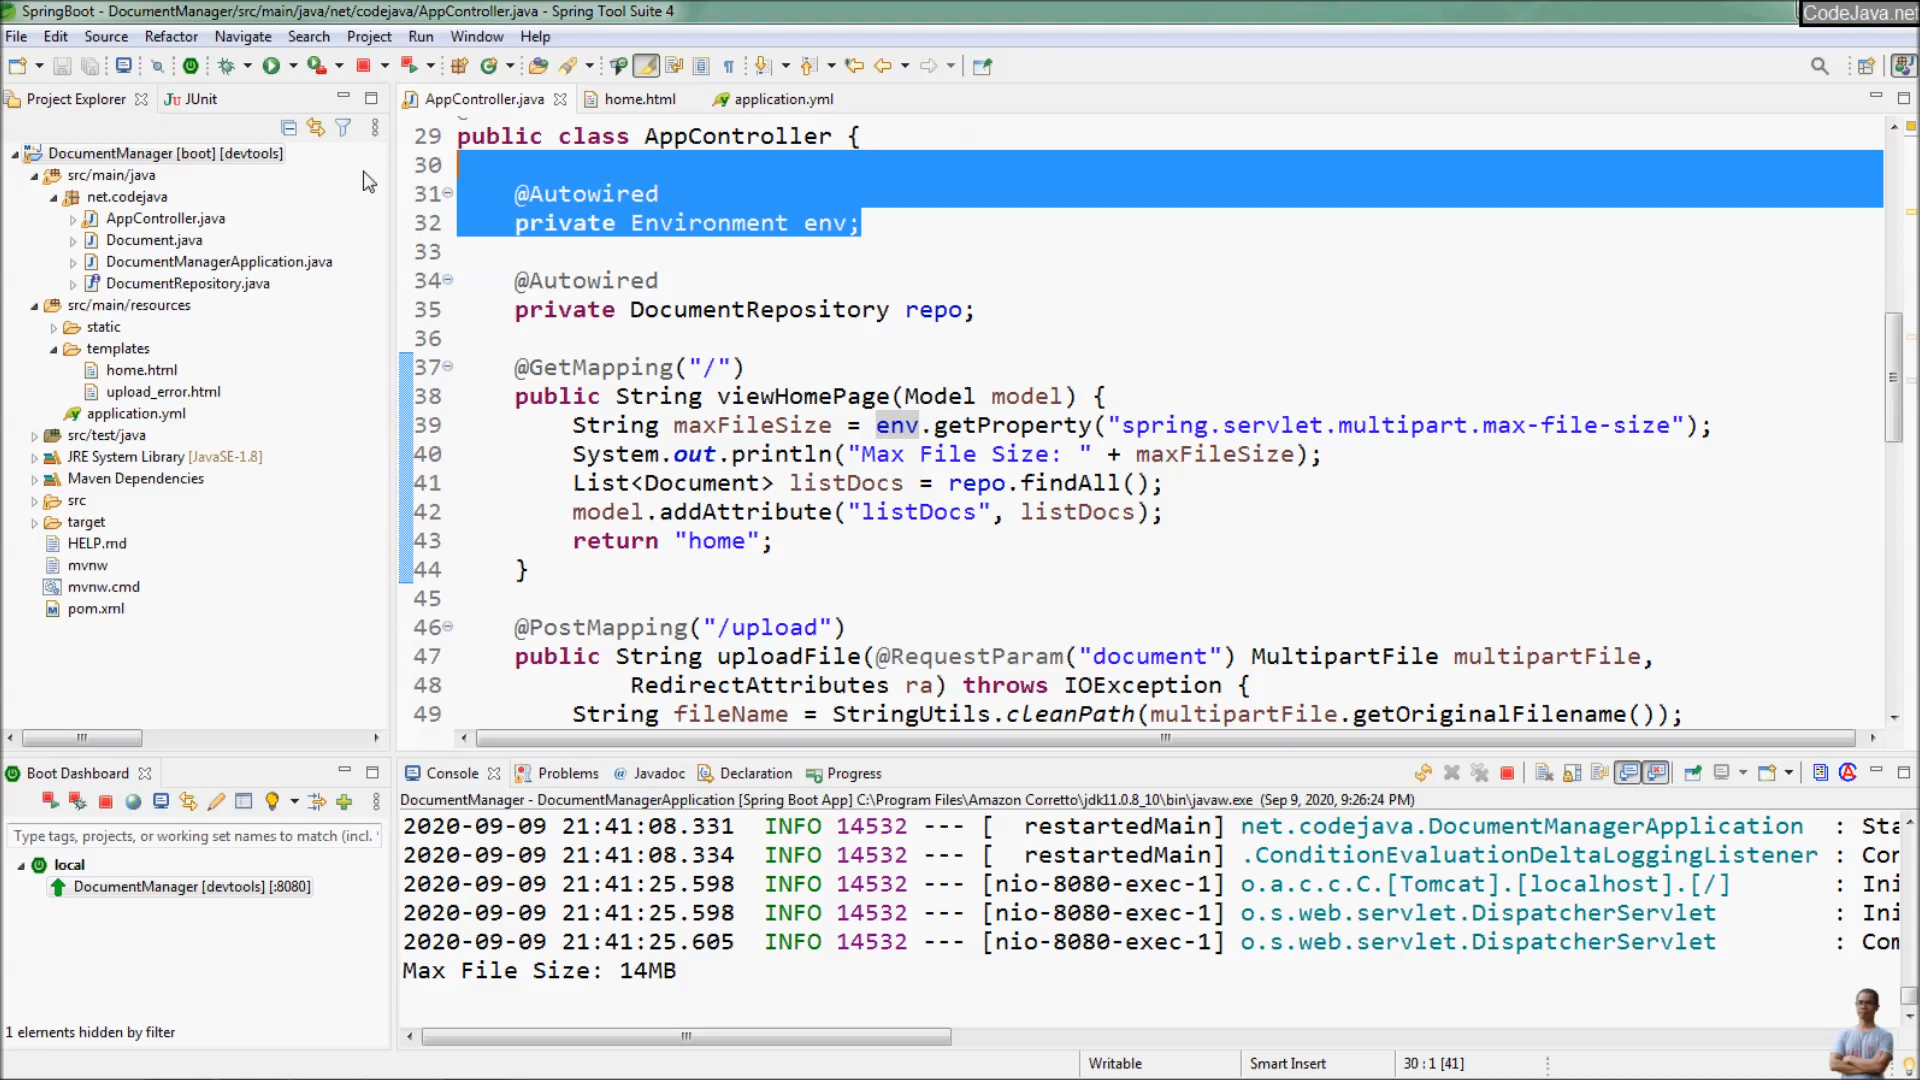 SpringBoot - DocumentManager/src/main/java/net/codejava/AppController.java - Spring Tool Suite 4
CodeJava.net
File Edit Source Refactor Navigate Search Project Run Window Help
Project Explorer
JUnit
DocumentManager [boot] [devtools]
src/main/java
net.codejava
AppController.java
Document.java
DocumentManagerApplication.java
DocumentRepository.java
src/main/resources
static
templates
home.html
upload_error.html
application.yml
src/test/java
JRE System Library [JavaSE-1.8]
Maven Dependencies
src
target
HELP.md
mvnw
mvnw.cmd
pom.xml
AppController.java home.html application.yml
29 public class AppController {
30
31 @Autowired
32 private Environment env;
33
34 @Autowired
35 private DocumentRepository repo;
36
37 @GetMapping("/")
38 public String viewHomePage(Model model) {
39 String maxFileSize = env.getProperty("spring.servlet.multipart.max-file-size");
40 System.out.println("Max File Size: " + maxFileSize);
41 List<Document> listDocs = repo.findAll();
42 model.addAttribute("listDocs", listDocs);
43 return "home";
44 }
45
46 @PostMapping("/upload")
47 public String uploadFile(@RequestParam("document") MultipartFile multipartFile,
48 RedirectAttributes ra) throws IOException {
49 String fileName = StringUtils.cleanPath(multipartFile.getOriginalFilename());
Boot Dashboard
Type tags, projects, or working set names to match (incl. *
local
DocumentManager [devtools] [:8080]
1 elements hidden by filter
Console Problems @ Javadoc Declaration Progress
DocumentManager - DocumentManagerApplication [Spring Boot App] C:\Program Files\Amazon Corretto\jdk11.0.8_10\bin\javaw.exe (Sep 9, 2020, 9:26:24 PM)
2020-09-09 21:41:08.331 INFO 14532 --- [ restartedMain] net.codejava.DocumentManagerApplication : Sta
2020-09-09 21:41:08.334 INFO 14532 --- [ restartedMain] .ConditionEvaluationDeltaLoggingListener : Con
2020-09-09 21:41:25.598 INFO 14532 --- [nio-8080-exec-1] o.a.c.c.C.[Tomcat].[localhost].[/] : Ini
2020-09-09 21:41:25.598 INFO 14532 --- [nio-8080-exec-1] o.s.web.servlet.DispatcherServlet : Ini
2020-09-09 21:41:25.605 INFO 14532 --- [nio-8080-exec-1] o.s.web.servlet.DispatcherServlet : Com
Max File Size: 14MB
Writable Smart Insert 30 : 1 [41]